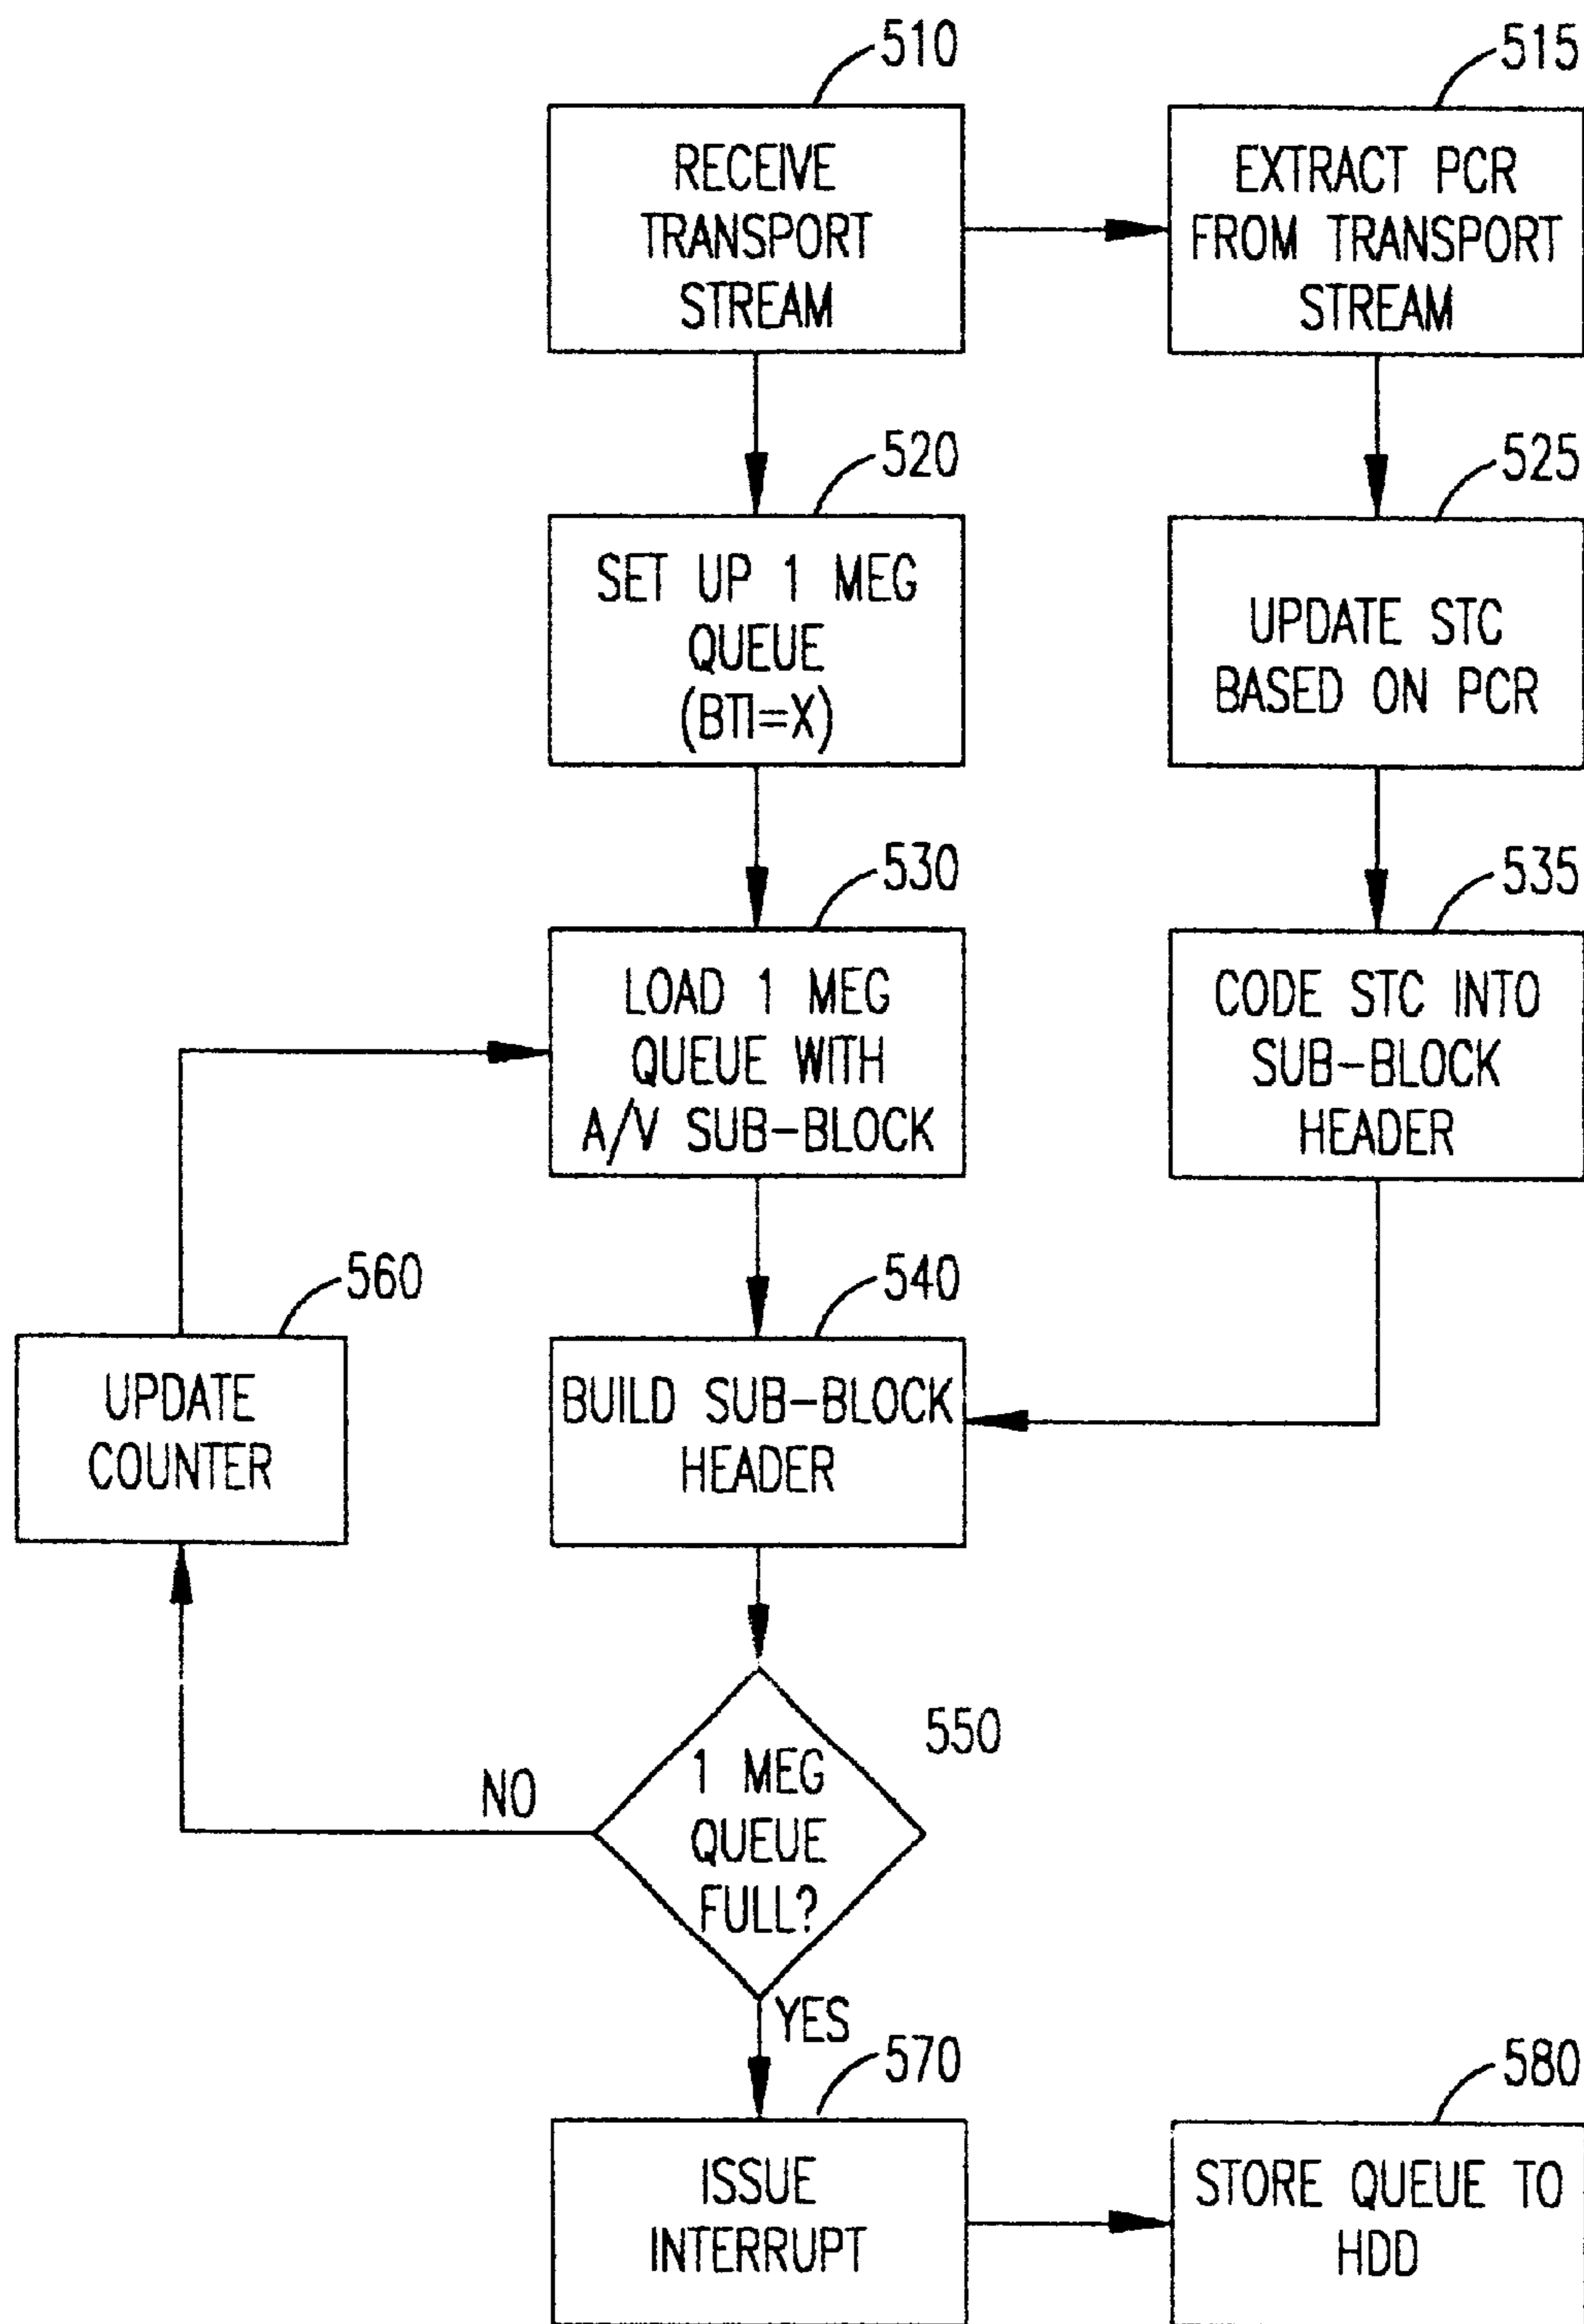 510
RECEIVE
TRANSPORT
STREAM
515
EXTRACT PCR
FROM TRANSPORT
STREAM
520
SET UP 1 MEG
QUEUE
(BTI=X)
525
UPDATE STC
BASED ON PCR
530
LOAD 1 MEG
QUEUE WITH
A/V SUB-BLOCK
535
CODE STC INTO
SUB-BLOCK
HEADER
560
UPDATE
COUNTER
540
BUILD SUB-BLOCK
HEADER
550
1 MEG
QUEUE
FULL?
NO
YES
570
ISSUE
INTERRUPT
580
STORE QUEUE TO
HDD